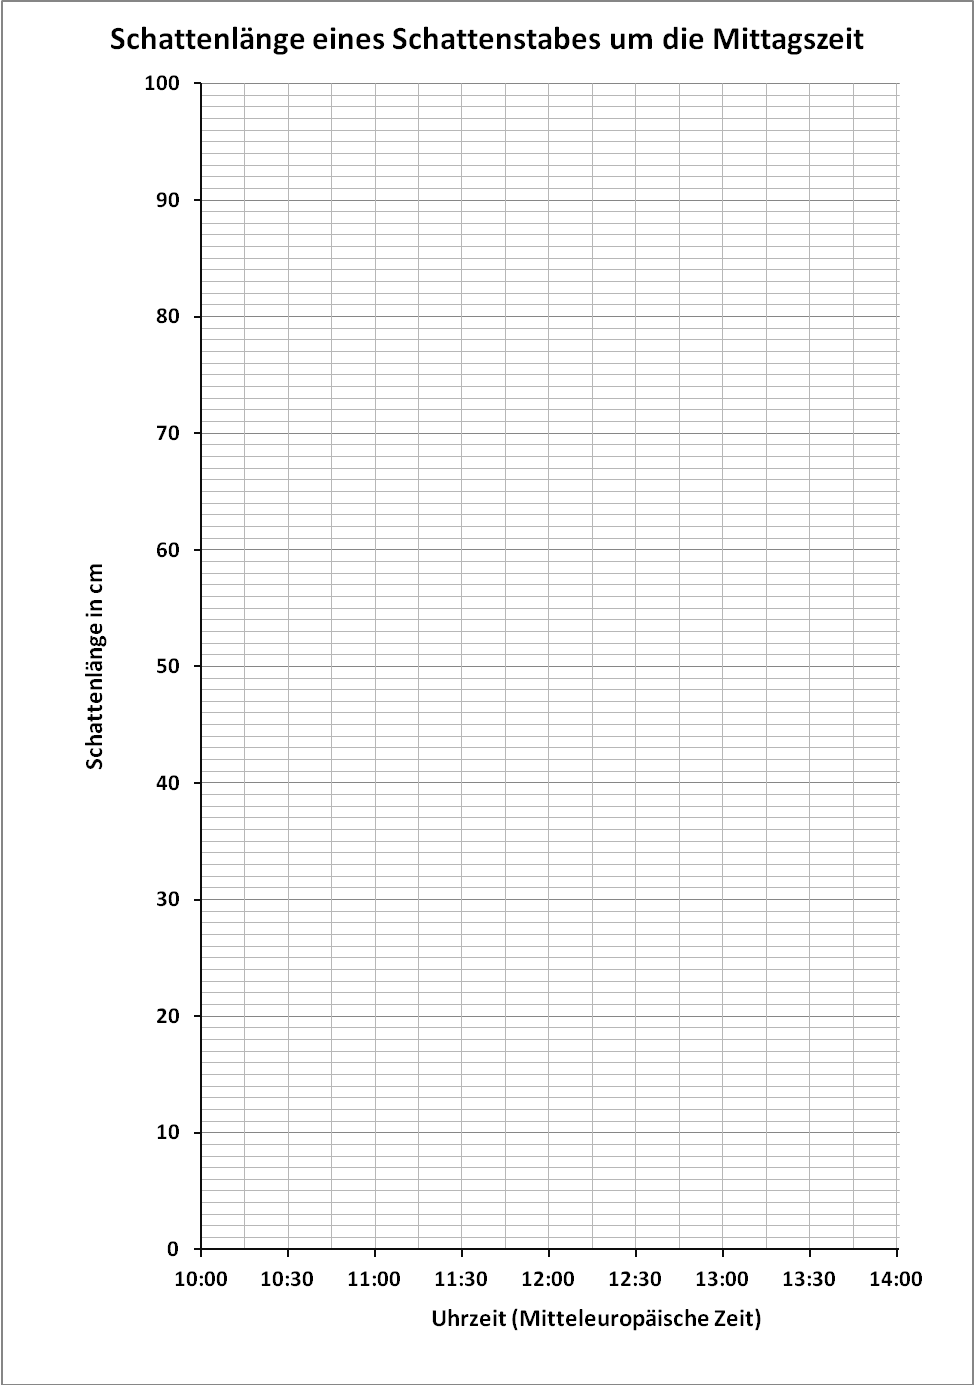 Schattenlänge eines Schattenstabes um die Mittagszeit
100
90
80
70
60
50
40
30
20
10
0
Schattenlänge in cm
10:00 10:30 11:00 11:30 12:00 12:30 13:00 13:30 14:00
Uhrzeit (Mitteleuropäische Zeit)